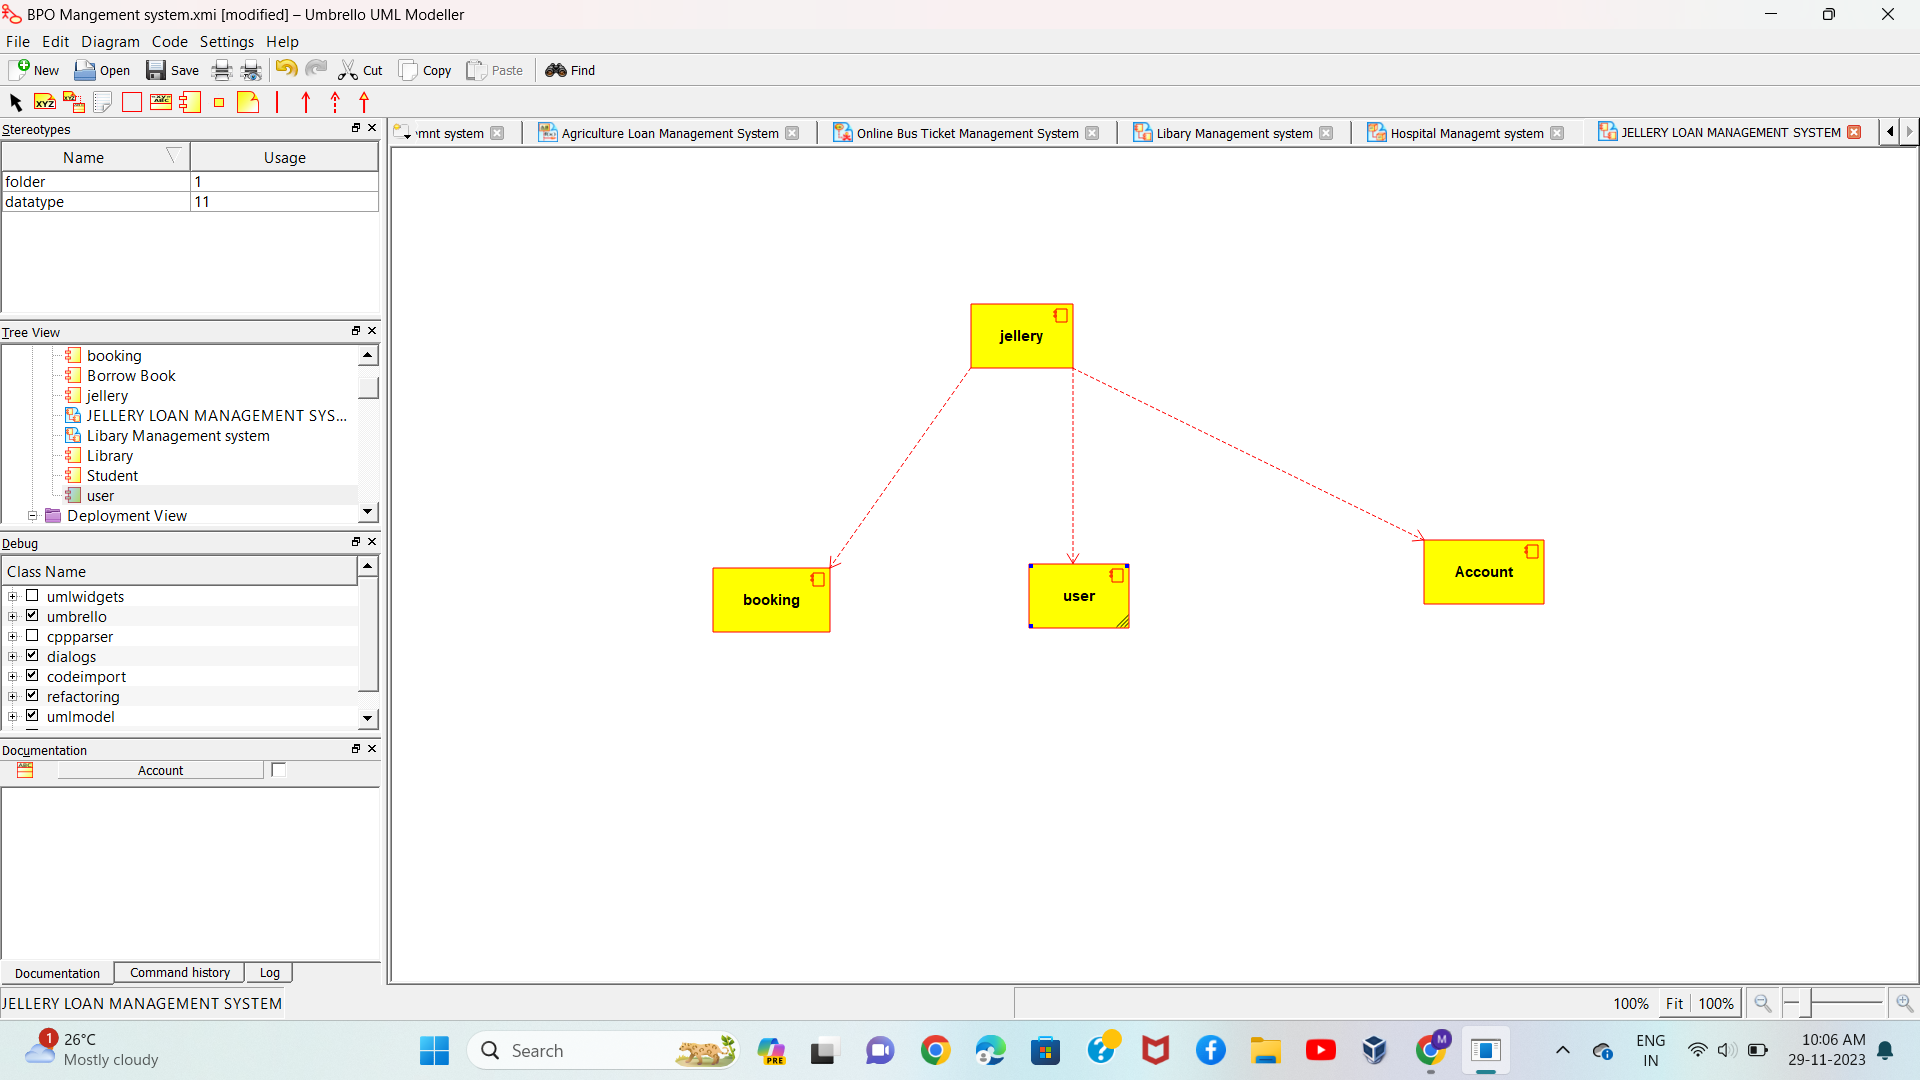 BPO Mangement system.xmi [modified] – Umbrello UML Modeller
File Edit Diagram Code Settings Help
New Open Save Cut Copy Paste Find
XYZ
Stereotypes
Name Usage
folder 1
datatype 11
Tree View
booking
Borrow Book
jellery
JELLERY LOAN MANAGEMENT SYS...
Libary Management system
Library
Student
user
Deployment View
Debug
Class Name
umlwidgets
umbrello
cppparser
dialogs
codeimport
refactoring
umlmodel
Documentation
Account
Documentation Command history Log
mnt system Agriculture Loan Management System Online Bus Ticket Management System Libary Management system Hospital Managemt system JELLERY LOAN MANAGEMENT SYSTEM
jellery
booking
user
Account
JELLERY LOAN MANAGEMENT SYSTEM
100% Fit 100%
1
26°C
Mostly cloudy
Search
PRE
M
ENG
IN
10:06 AM
29-11-2023